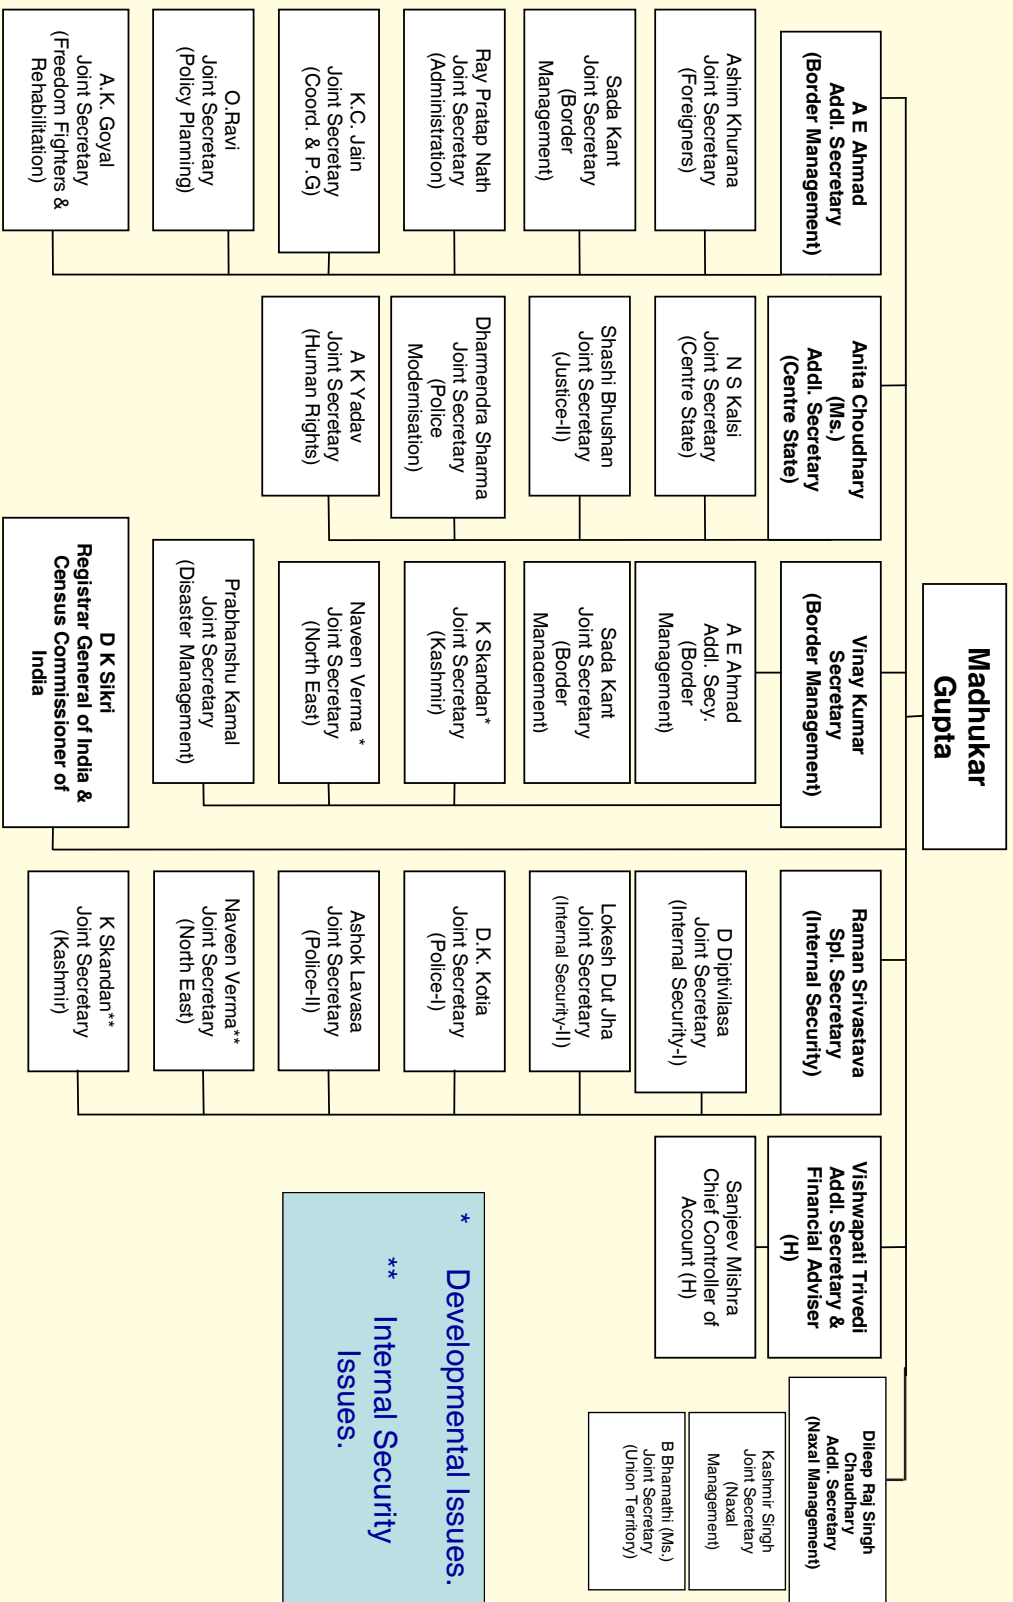 Madhukar
Gupta
A E Ahmad
Addl. Secretary
(Border Management)
Ashim Khurana
Joint Secretary
(Foreigners)
Sada Kant
Joint Secretary
(Border
Management)
Ray Pratap Nath
Joint Secretary
(Administration)
K.C. Jain
Joint Secretary
(Coord. & P.G)
O.Ravi
Joint Secretary
(Policy Planning)
A.K. Goyal
Joint Secretary
(Freedom Fighters &
Rehabilitation)
Anita Choudhary
(Ms.)
Addl. Secretary
(Centre State)
N S Kalsi
Joint Secretary
(Centre State)
Shashi Bhushan
Joint Secretary
(Justice-II)
Dharmendra Sharma
Joint Secretary
(Police
Modernisation)
A K Yadav
Joint Secretary
(Human Rights)
Vinay Kumar
Secretary
(Border Management)
A E Ahmad
Addl. Secy.
(Border
Management)
Sada Kant
Joint Secretary
(Border
Management)
K Skandan*
Joint Secretary
(Kashmir)
Naveen Verma *
Joint Secretary
(North East)
Prabhanshu Kamal
Joint Secretary
(Disaster Management)
D K Sikri
Registrar General of India &
Census Commissioner of
India
Raman Srivastava
Spl. Secretary
(Internal Security)
D Diptivilasa
Joint Secretary
(Internal Security-I)
Lokesh Dut Jha
Joint Secretary
(Internal Security-II)
D.K. Kotia
Joint Secretary
(Police-I)
Ashok Lavasa
Joint Secretary
(Police-II)
Naveen Verma**
Joint Secretary
(North East)
K Skandan**
Joint Secretary
(Kashmir)
Vishwapati Trivedi
Addl. Secretary &
Financial Adviser
(H)
Sanjeev Mishra
Chief Controller of
Account (H)
Dileep Raj Singh
Chaudhary
Addl. Secretary
(Naxal Management)
Kashmir Singh
Joint Secretary
(Naxal
Management)
B Bhamathi (Ms.)
Joint Secretary
(Union Territory)
* Developmental Issues.
** Internal Security
Issues.